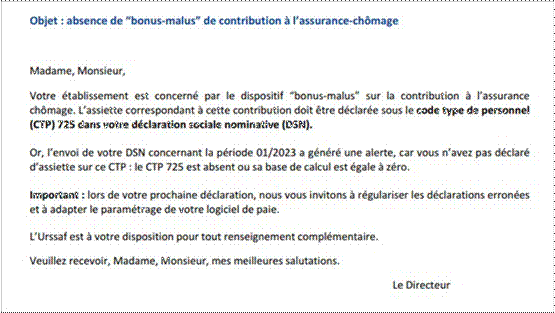 Objet : absence de “bonus-malus” de contribution à l’assurance-chômage
Madame, Monsieur,
Votre établissement est concerné par le dispositif “bonus-malus” sur la contribution à l’assurance
chômage. L’assiette correspondant à cette contribution doit être déclarée sous le code type de personnel
(CTP) 725 dans votre déclaration sociale nominative (DSN).
Or, l’envoi de votre DSN concernant la période 01/2023 a généré une alerte, car vous n’avez pas déclaré
d’assiette sur ce CTP : le CTP 725 est absent ou sa base de calcul est égale à zéro.
Important : lors de votre prochaine déclaration, nous vous invitons à régulariser les déclarations erronées
et à adapter le paramétrage de votre logiciel de paie.
L’Urssaf est à votre disposition pour tout renseignement complémentaire.
Veuillez recevoir, Madame, Monsieur, mes meilleures salutations.
Le Directeur